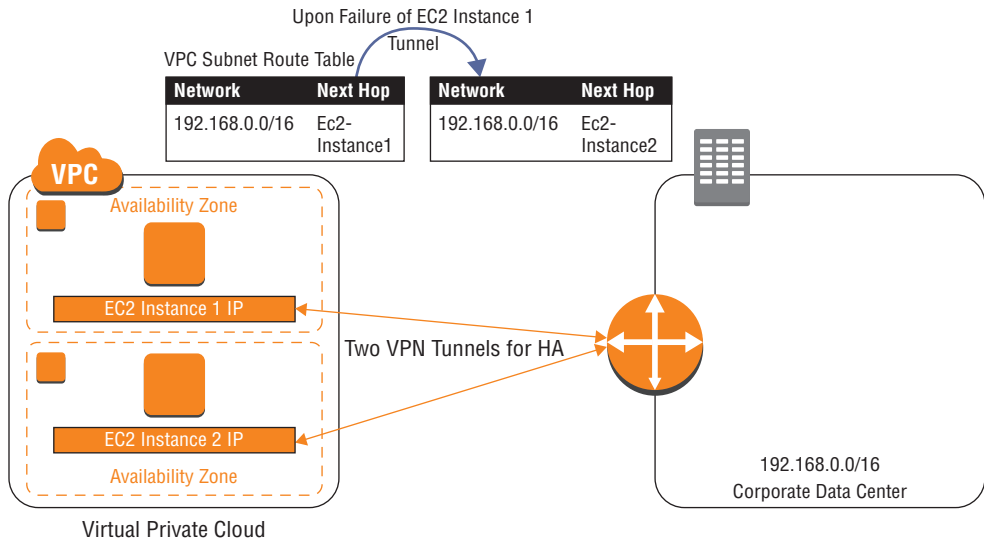 Upon Failure of EC2 Instance 1
Tunnel
VPC Subnet Route Table
Network Next Hop
192.168.0.0/16 Ec2-
Instance1
Network Next Hop
192.168.0.0/16 Ec2-
Instance2
VPC
Availability Zone
EC2 Instance 1 IP
Two VPN Tunnels for HA
EC2 Instance 2 IP
Availability Zone
Virtual Private Cloud
192.168.0.0/16
Corporate Data Center